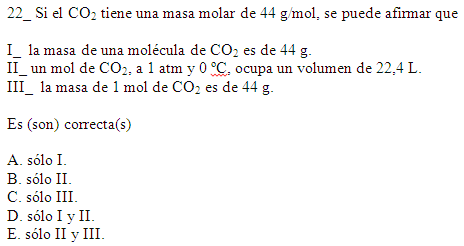 22_ Si el CO₂ tiene una masa molar de 44 g/mol, se puede afirmar que
I_ la masa de una molécula de CO₂ es de 44 g.
II_ un mol de CO₂, a 1 atm y 0 ºC, ocupa un volumen de 22,4 L.
III_ la masa de 1 mol de CO₂ es de 44 g.
Es (son) correcta(s)
A. sólo I.
B. sólo II.
C. sólo III.
D. sólo I y II.
E. sólo II y III.